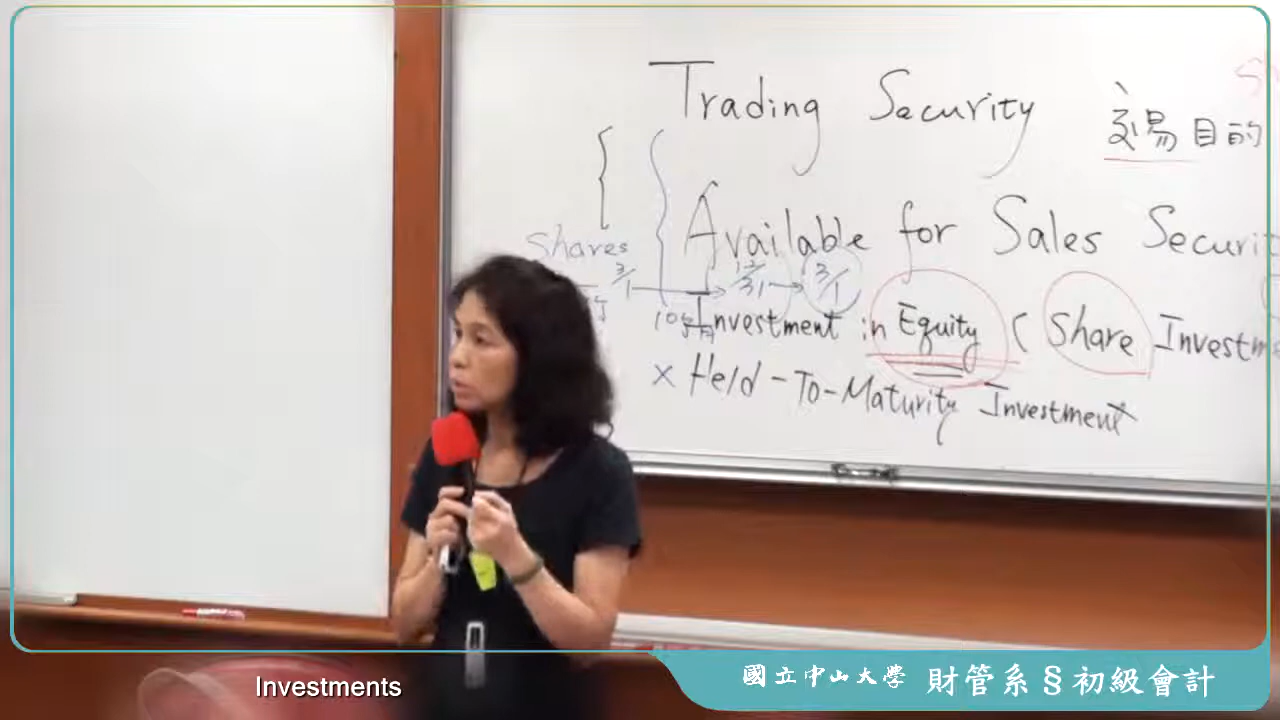 Trading Security 交易目的
Available for Sales Securit
Shares
3/1 → 12/31 → 3/1
Investment in Equity ( Share Investm
× Held-To-Maturity Investment
Investments
國立中山大學 財管系§初級會計